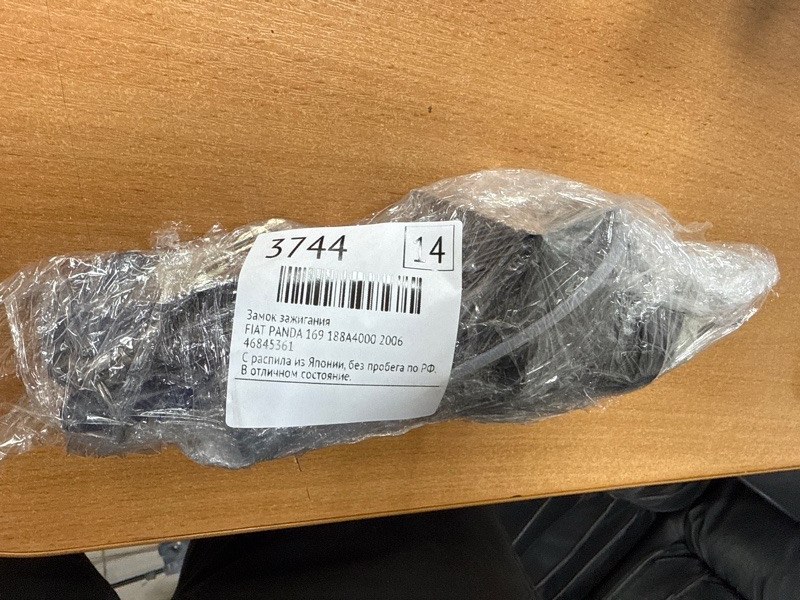 3744 14
Замок зажигания
FIAT PANDA 169 188A4000 2006
46845361
С распила из Японии, без пробега по РФ.
В отличном состояние.